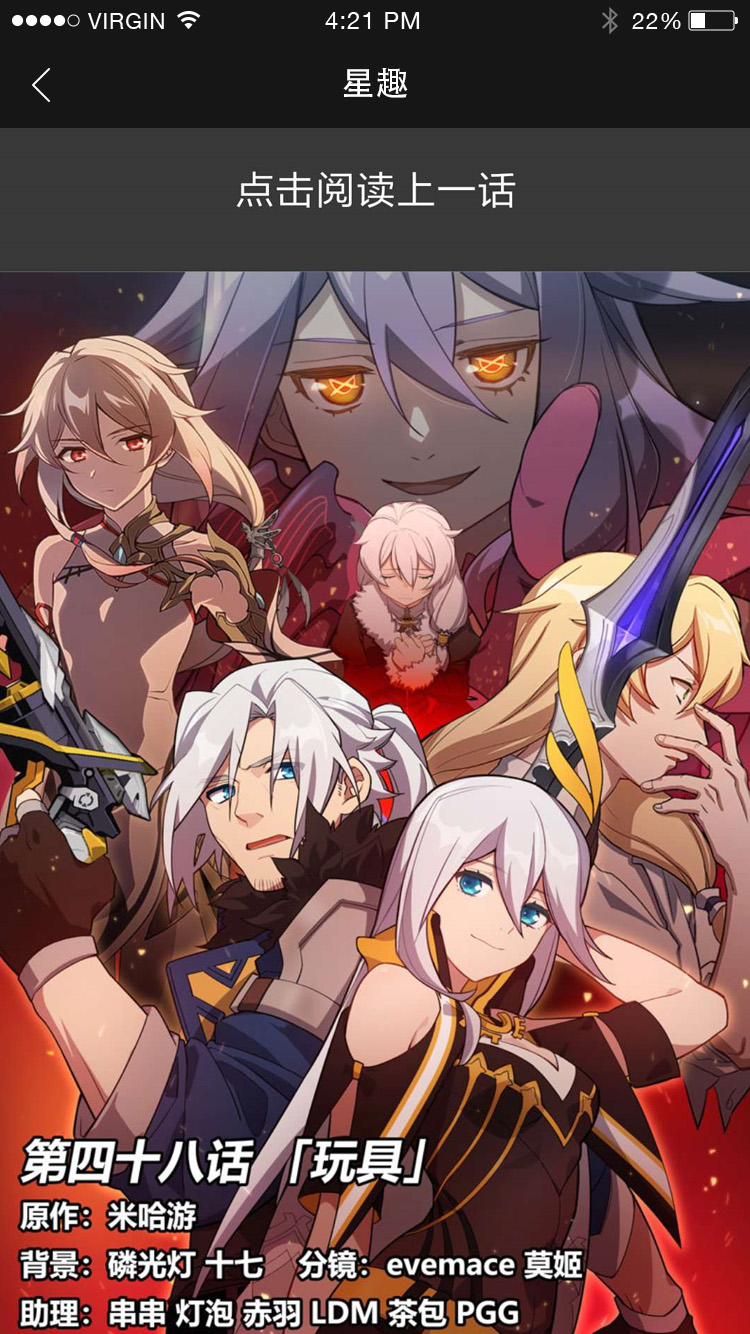 VIRGIN 4:21 PM 22%
星趣
点击阅读上一话
第四十八话「玩具」
原作：米哈游
背景：磷光灯 十七 分镜：evemace 莫姬
助理：串串 灯泡 赤羽 LDM 茶包 PGG